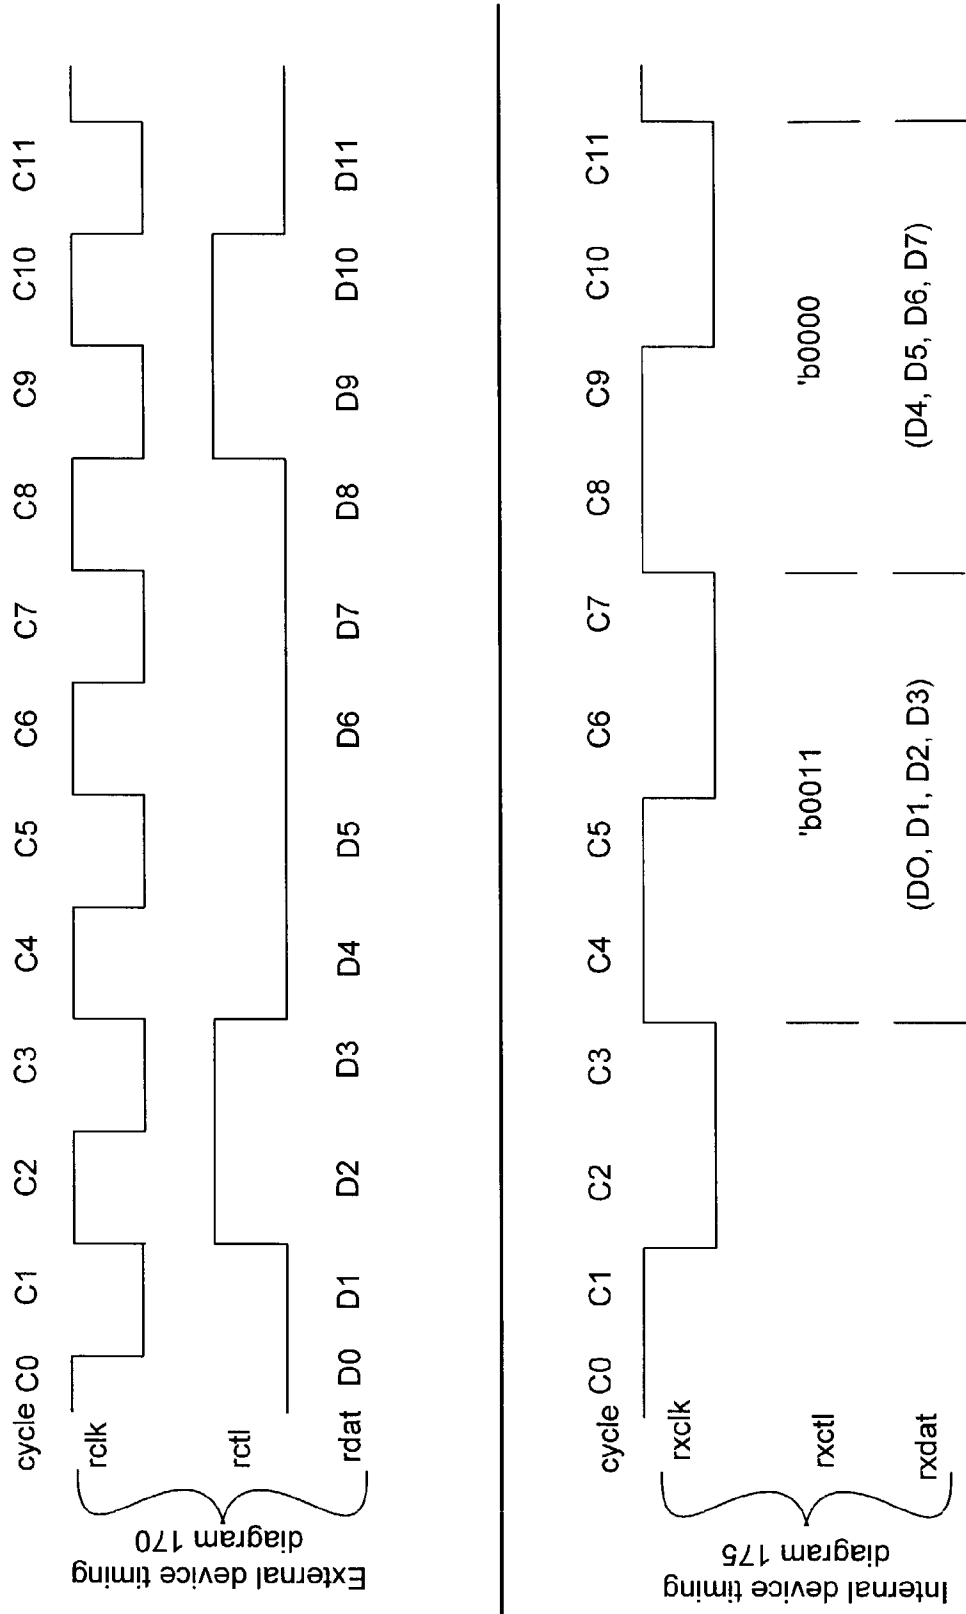 External device timing
diagram 170
cycle C0 C1 C2 C3 C4 C5 C6 C7 C8 C9 C10 C11
rclk
rctl
rdat D0 D1 D2 D3 D4 D5 D6 D7 D8 D9 D10 D11
Internal device timing
diagram 175
cycle C0 C1 C2 C3 C4 C5 C6 C7 C8 C9 C10 C11
rxclk
rxctl 'b0011 'b0000
rxdat (DO, D1, D2, D3) (D4, D5, D6, D7)